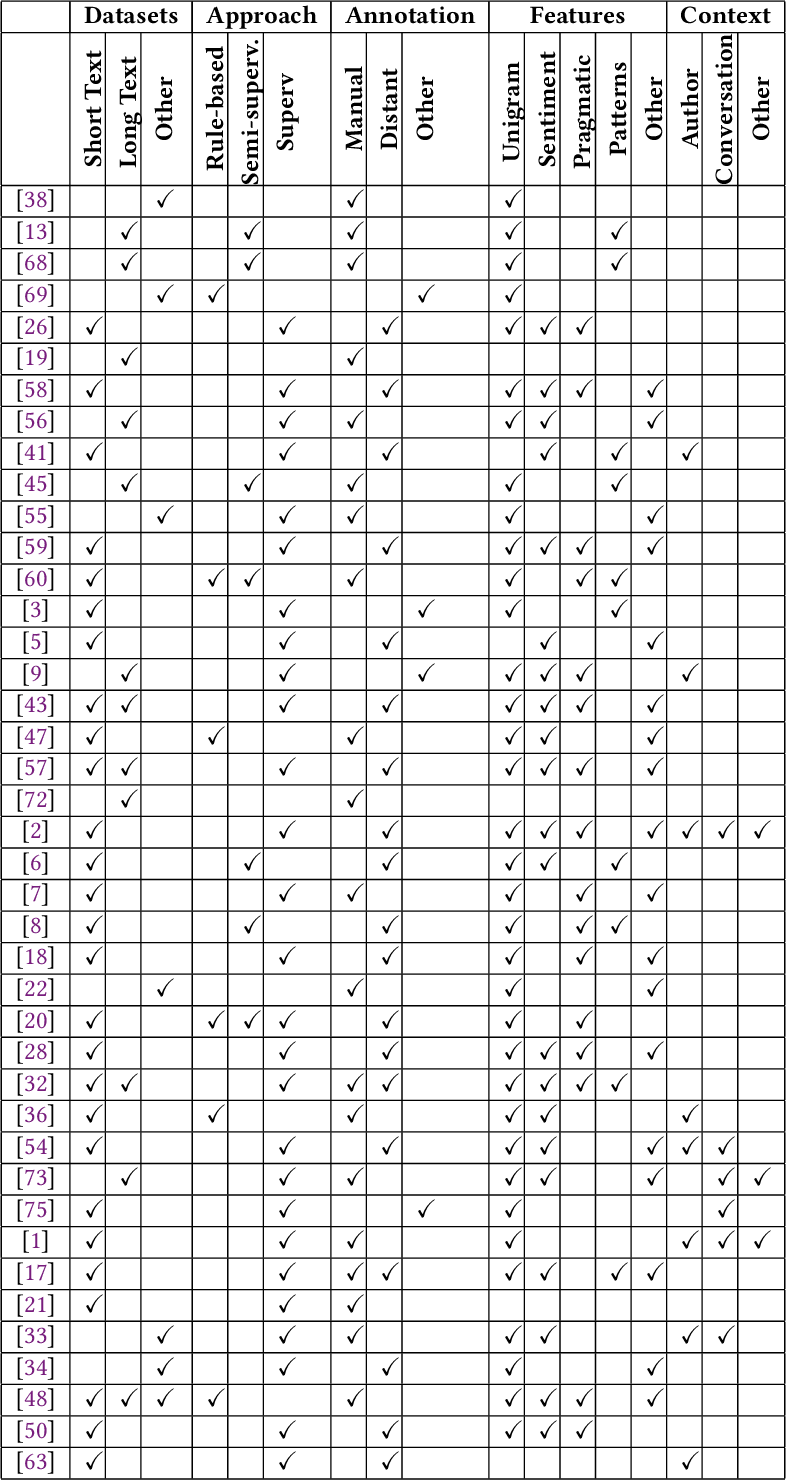 Datasets Approach Annotation Features Context
Short Text Long Text Other Rule-based Semi-superv. Superv Manual Distant Other Unigram Sentiment Pragmatic Patterns Other Author Conversation Other
[38] ✓ ✓ ✓
[13] ✓ ✓ ✓ ✓ ✓
[68] ✓ ✓ ✓ ✓ ✓
[69] ✓ ✓ ✓ ✓
[26] ✓ ✓ ✓ ✓ ✓ ✓
[19] ✓ ✓
[58] ✓ ✓ ✓ ✓ ✓ ✓ ✓
[56] ✓ ✓ ✓ ✓ ✓ ✓
[41] ✓ ✓ ✓ ✓ ✓ ✓
[45] ✓ ✓ ✓ ✓ ✓
[55] ✓ ✓ ✓ ✓ ✓
[59] ✓ ✓ ✓ ✓ ✓ ✓ ✓
[60] ✓ ✓ ✓ ✓ ✓ ✓ ✓
[3] ✓ ✓ ✓ ✓ ✓
[5] ✓ ✓ ✓ ✓ ✓
[9] ✓ ✓ ✓ ✓ ✓ ✓ ✓
[43] ✓ ✓ ✓ ✓ ✓ ✓ ✓ ✓
[47] ✓ ✓ ✓ ✓ ✓ ✓
[57] ✓ ✓ ✓ ✓ ✓ ✓ ✓ ✓
[72] ✓ ✓
[2] ✓ ✓ ✓ ✓ ✓ ✓ ✓ ✓ ✓ ✓
[6] ✓ ✓ ✓ ✓ ✓ ✓
[7] ✓ ✓ ✓ ✓ ✓ ✓
[8] ✓ ✓ ✓ ✓ ✓ ✓
[18] ✓ ✓ ✓ ✓ ✓ ✓
[22] ✓ ✓ ✓ ✓
[20] ✓ ✓ ✓ ✓ ✓ ✓ ✓
[28] ✓ ✓ ✓ ✓ ✓ ✓ ✓
[32] ✓ ✓ ✓ ✓ ✓ ✓ ✓ ✓ ✓
[36] ✓ ✓ ✓ ✓ ✓ ✓
[54] ✓ ✓ ✓ ✓ ✓ ✓ ✓ ✓
[73] ✓ ✓ ✓ ✓ ✓ ✓ ✓ ✓
[75] ✓ ✓ ✓ ✓ ✓
[1] ✓ ✓ ✓ ✓ ✓ ✓ ✓
[17] ✓ ✓ ✓ ✓ ✓ ✓ ✓ ✓
[21] ✓ ✓ ✓
[33] ✓ ✓ ✓ ✓ ✓ ✓ ✓
[34] ✓ ✓ ✓ ✓ ✓
[48] ✓ ✓ ✓ ✓ ✓ ✓ ✓ ✓ ✓
[50] ✓ ✓ ✓ ✓ ✓ ✓
[63] ✓ ✓ ✓ ✓